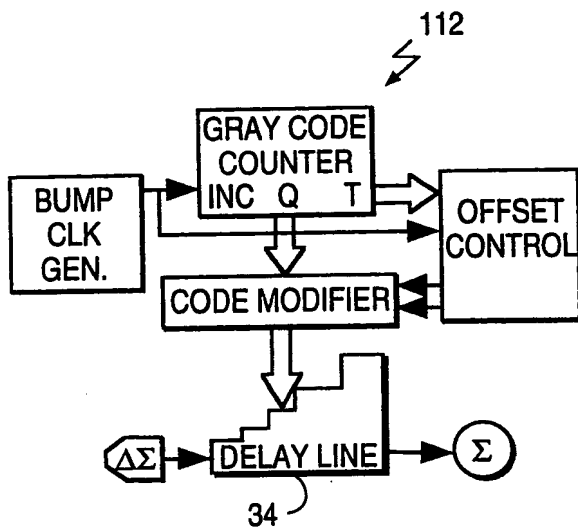 112
GRAY CODE
COUNTER
INC Q T
BUMP
CLK
GEN.
OFFSET
CONTROL
CODE MODIFIER
ΔΣ
DELAY LINE
Σ
34